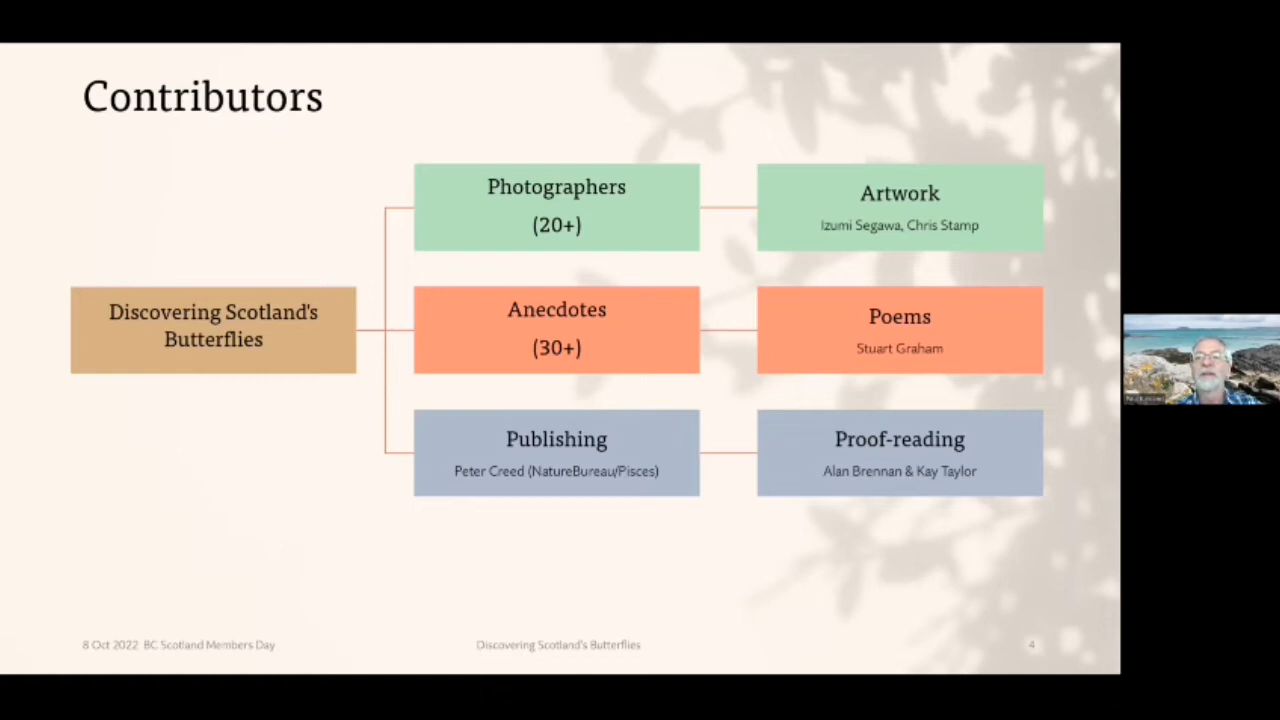 Contributors
Photographers
(20+)
Artwork
Izumi Segawa, Chris Stamp
Discovering Scotland's
Butterflies
Anecdotes
(30+)
Poems
Stuart Graham
Publishing
Peter Creed (NatureBureau/Pisces)
Proof-reading
Alan Brennan & Kay Taylor
8 Oct 2022 BC Scotland Members Day
Discovering Scotland's Butterflies
4